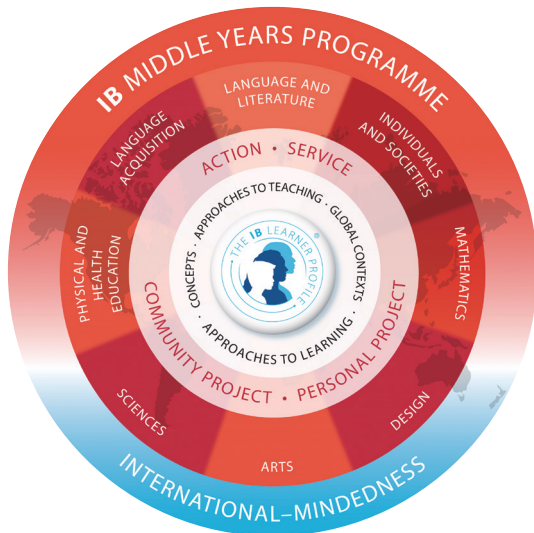 IB MIDDLE YEARS PROGRAMME
LANGUAGE AND
LITERATURE
INDIVIDUALS
AND SOCIETIES
MATHEMATICS
DESIGN
ARTS
SCIENCES
PHYSICAL AND
HEALTH
EDUCATION
LANGUAGE
ACQUISITION
ACTION • SERVICE
PERSONAL PROJECT
• COMMUNITY PROJECT
APPROACHES TO TEACHING ·
GLOBAL CONTEXTS ·
APPROACHES TO LEARNING ·
CONCEPTS ·
THE IB LEARNER PROFILE ®
INTERNATIONAL–MINDEDNESS